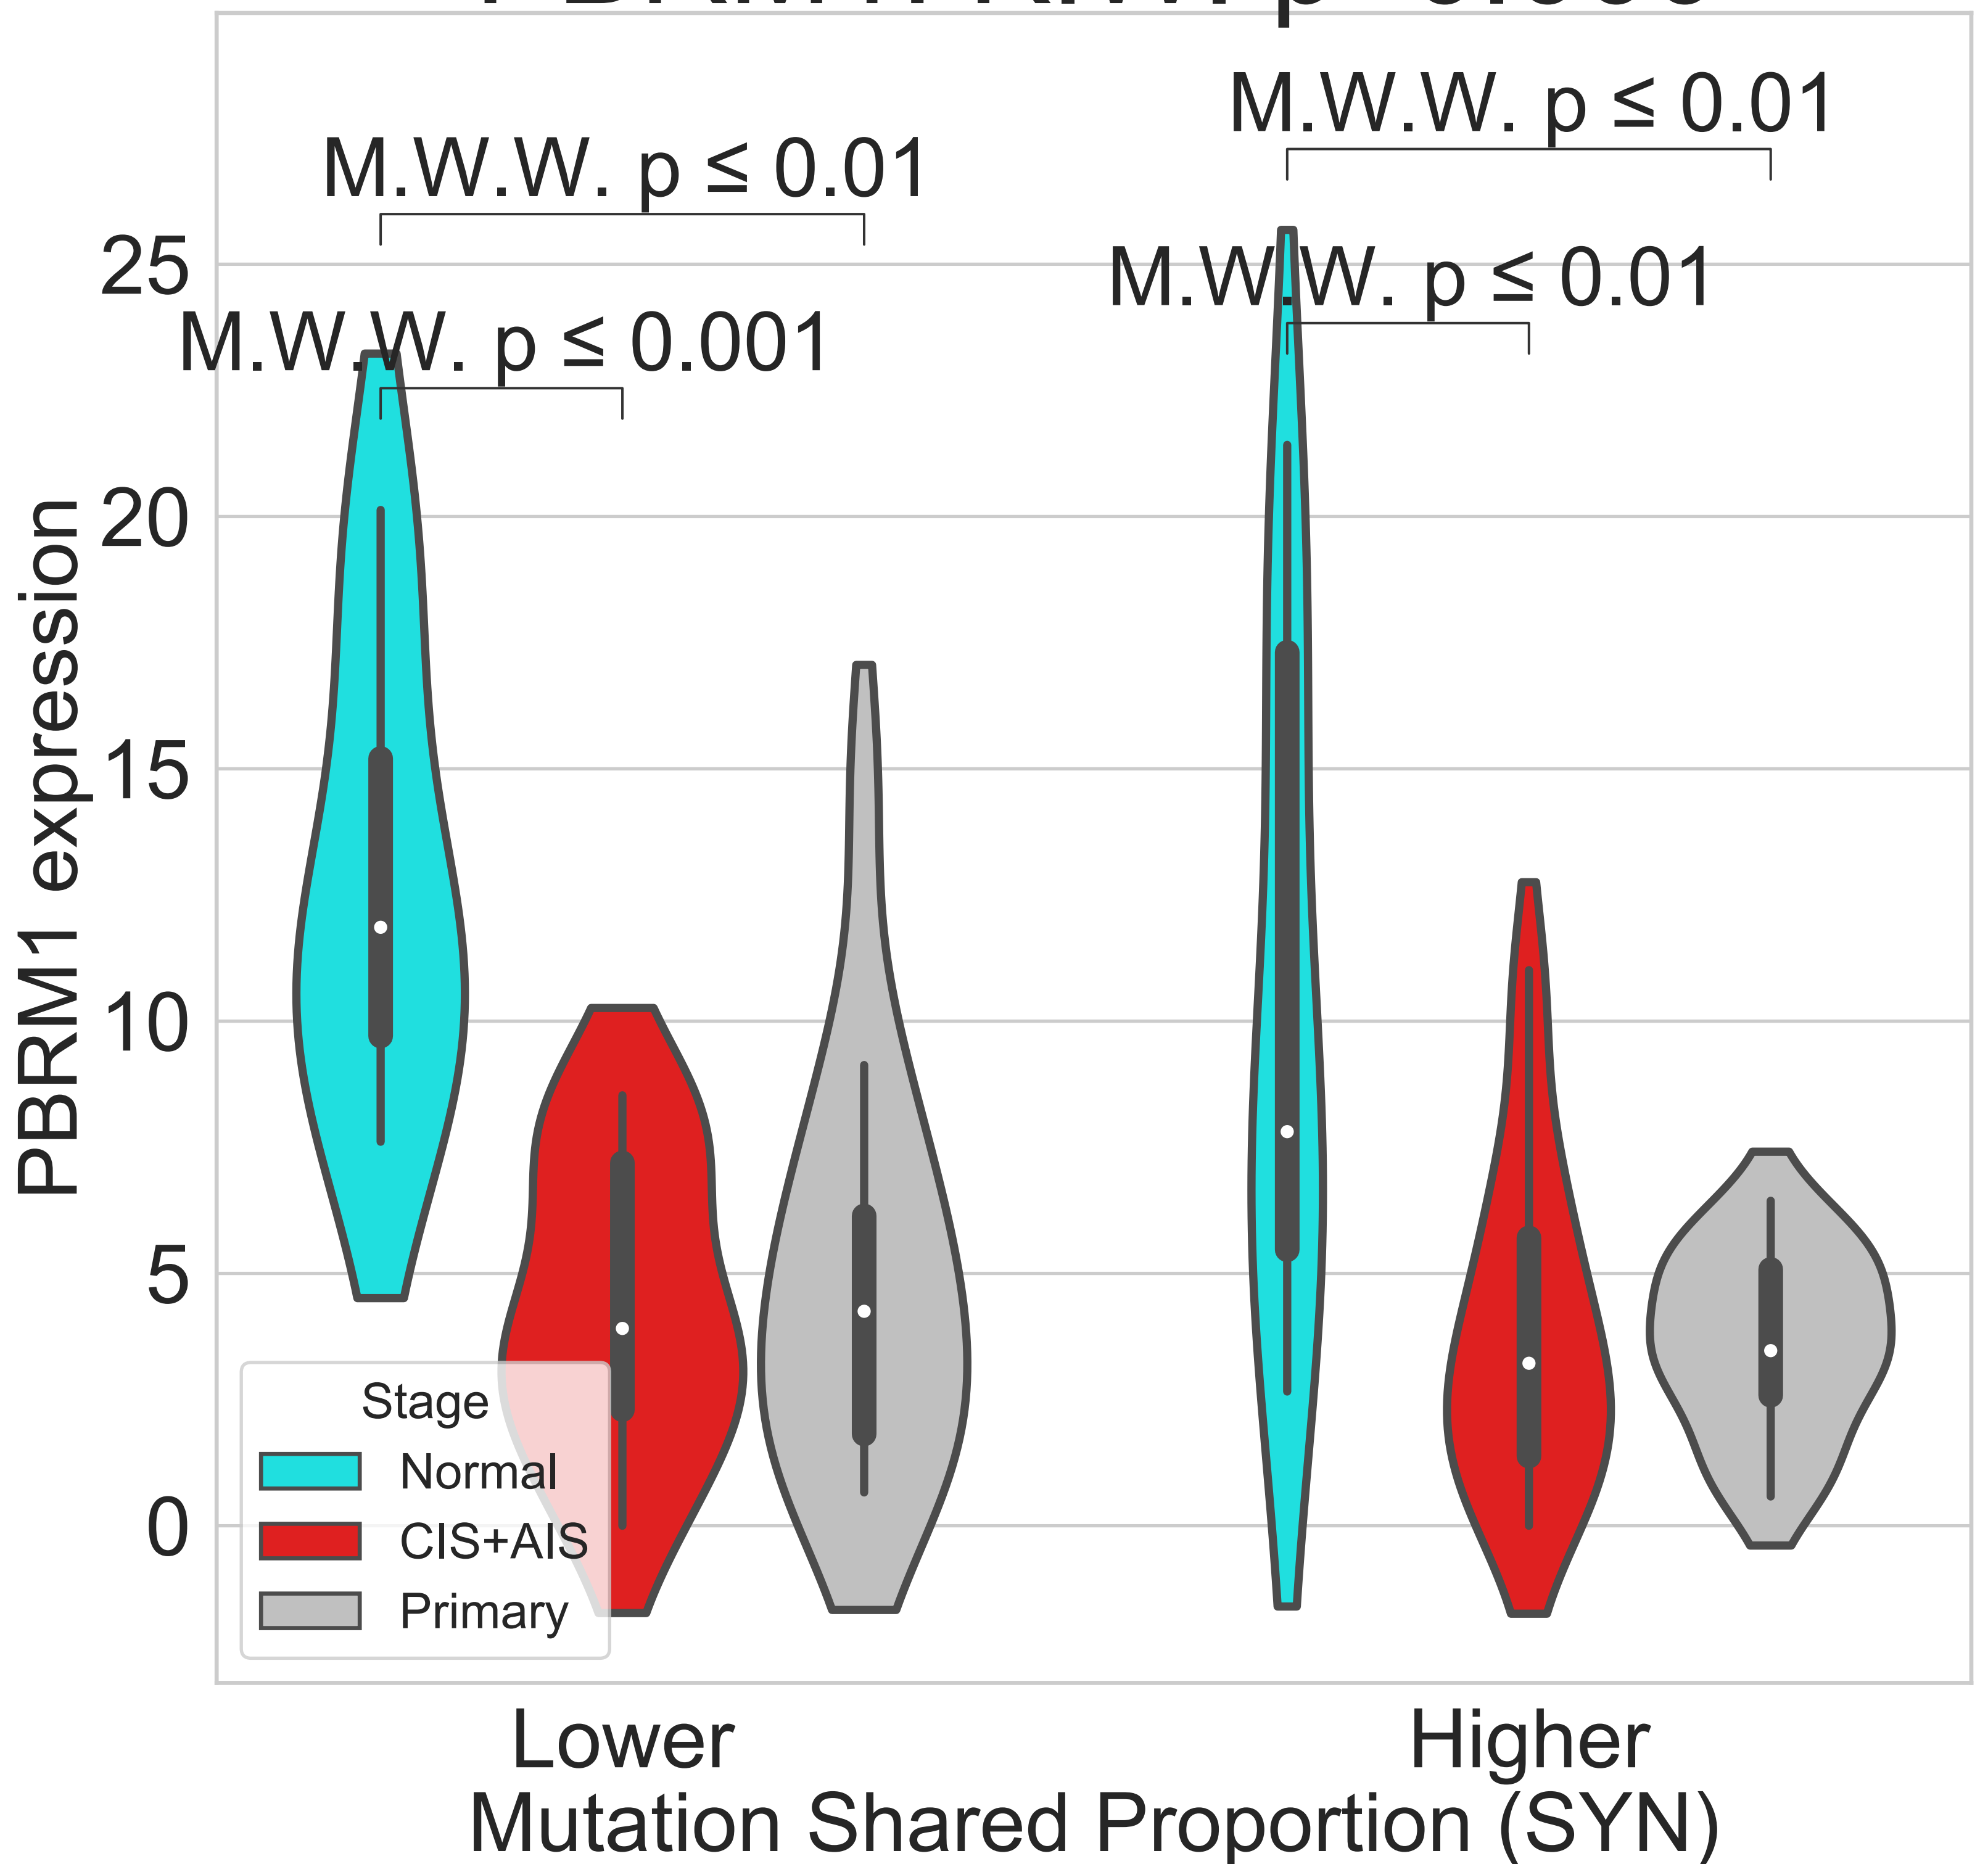 M.W.W. p ≤ 0.01
M.W.W. p ≤ 0.01
M.W.W. p ≤ 0.01
M.W.W. p ≤ 0.001
25
20
15
10
5
0
PBRM1 expression
Stage
Normal
CIS+AIS
Primary
Lower
Higher
Mutation Shared Proportion (SYN)